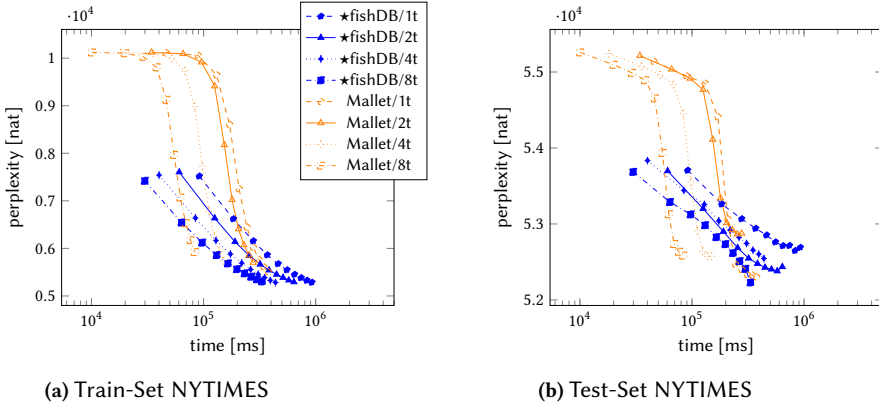 ·10⁴
1
0.9
0.8
0.7
0.6
0.5
10⁴ 10⁵ 10⁶
time [ms]
perplexity [nat]
★fishDB/1t
★fishDB/2t
★fishDB/4t
★fishDB/8t
Mallet/1t
Mallet/2t
Mallet/4t
Mallet/8t
(a) Train-Set NYTIMES
·10⁴
5.5
5.4
5.3
5.2
10⁴ 10⁵ 10⁶
time [ms]
perplexity [nat]
(b) Test-Set NYTIMES